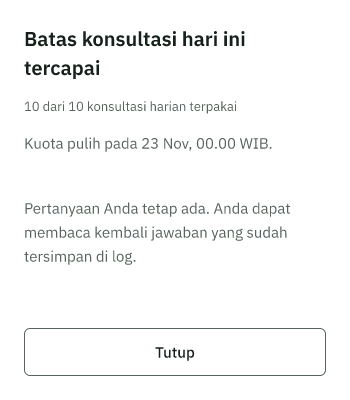 Batas konsultasi hari ini
tercapai
10 dari 10 konsultasi harian terpakai
Kuota pulih pada 23 Nov, 00.00 WIB.
Pertanyaan Anda tetap ada. Anda dapat
membaca kembali jawaban yang sudah
tersimpan di log.
Tutup